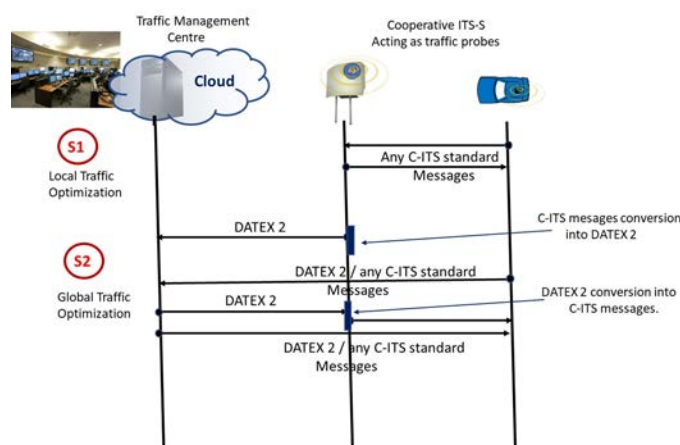 Traffic Management
Centre
Cooperative ITS-S
Acting as traffic probes
Cloud
S1
Local Traffic
Optimization
Any C-ITS standard
Messages
DATEX 2
C-ITS mesages conversion
into DATEX 2
S2
DATEX 2 / any C-ITS standard
Messages
Global Traffic
Optimization
DATEX 2
DATEX 2 conversion into
C-ITS messages.
DATEX 2 / any C-ITS standard
Messages